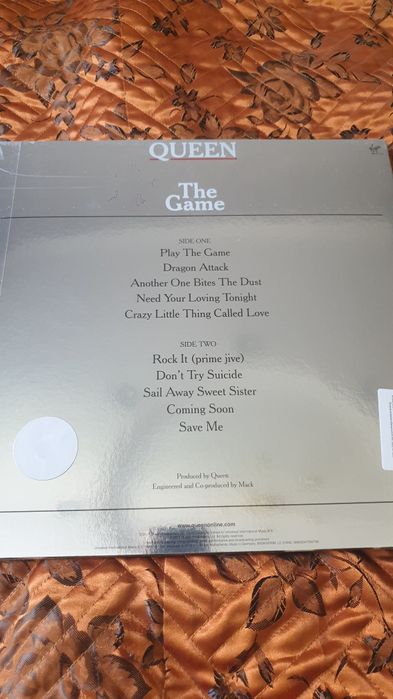 QUEEN
The
Game
SIDE ONE
Play The Game
Dragon Attack
Another One Bites The Dust
Need Your Loving Tonight
Crazy Little Thing Called Love
SIDE TWO
Rock It (prime jive)
Don't Try Suicide
Sail Away Sweet Sister
Coming Soon
Save Me
Produced by Queen
Engineered and Co-produced by Mack
www.queenonline.com